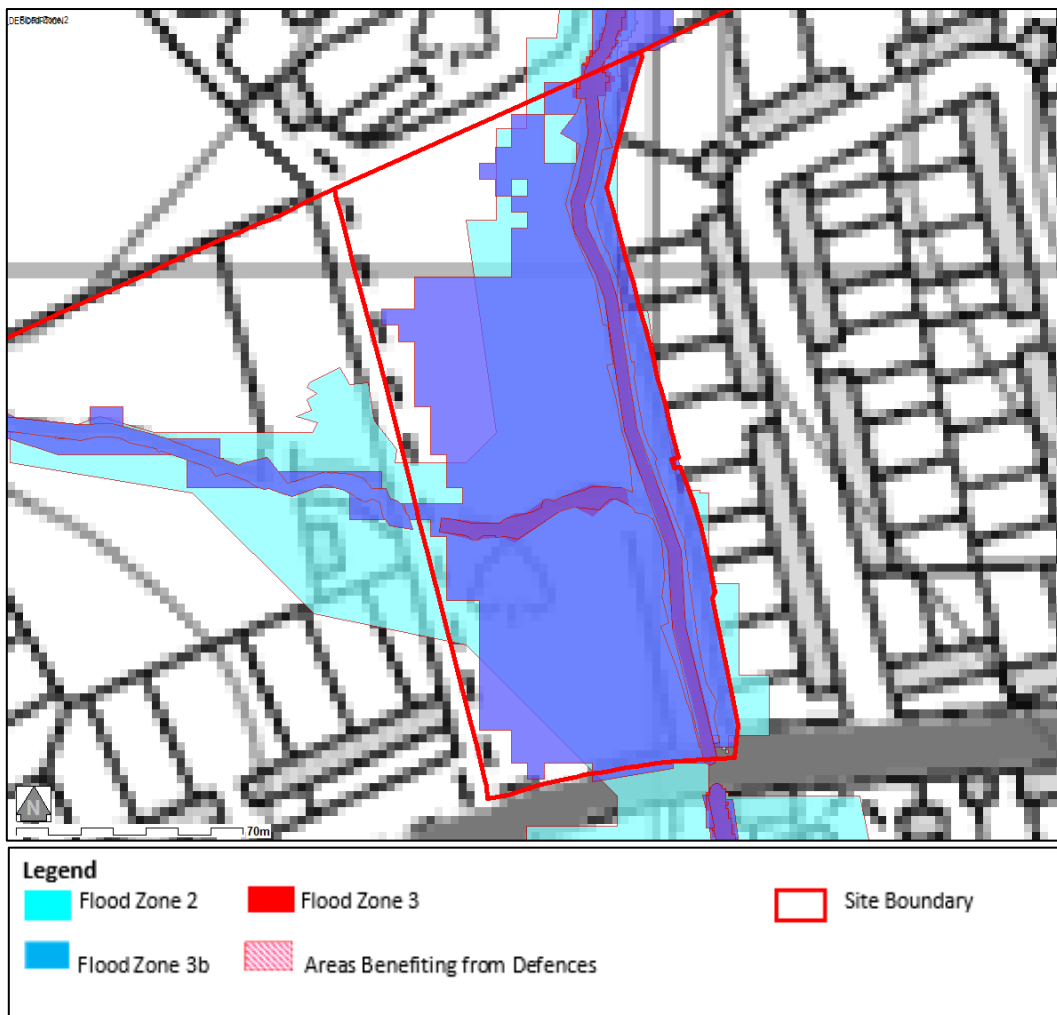 N
70m
Legend
Flood Zone 2
Flood Zone 3
Site Boundary
Flood Zone 3b
Areas Benefiting from Defences